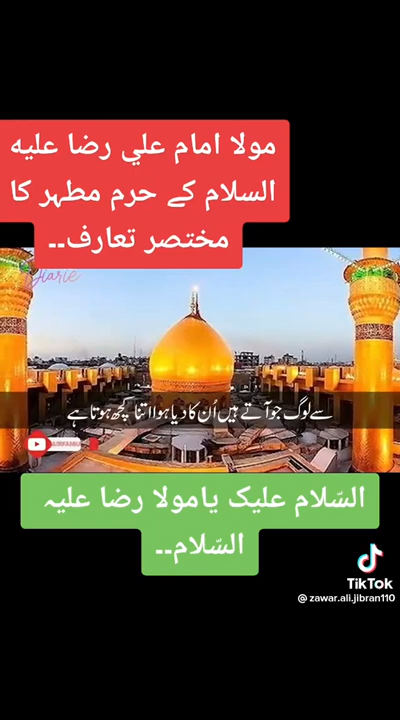 مولا امام علي رضا عليه
السلام کے حرم مطہر کا
مختصر تعارف۔۔
سے لوگ جو آتے ہیں اُن کا دیا ہوا اتنا کچھ ہوتا ہے
السّلام علیک یامولا رضا علیہ
السّلام۔۔
TikTok
@ zawar.ali.jibran110